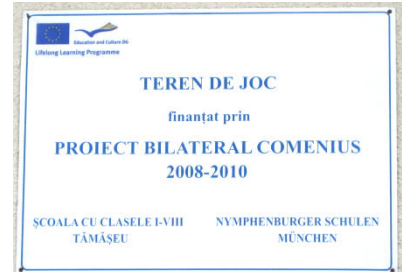 Education and Culture DG
Lifelong Learning Programme
TEREN DE JOC
finanțat prin
PROIECT BILATERAL COMENIUS
2008-2010
ȘCOALA CU CLASELE I-VIII
TĂMĂȘEU
NYMPHENBURGER SCHULEN
MÜNCHEN